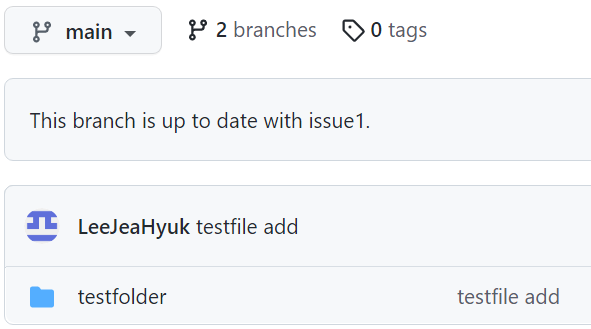 main 2 branches 0 tags
This branch is up to date with issue1.
LeeJeaHyuk testfile add
testfolder testfile add